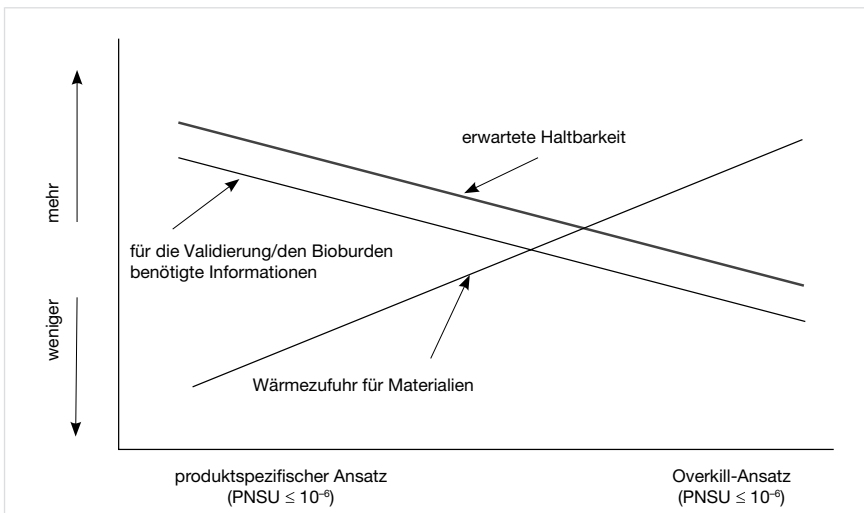 mehr
weniger
erwartete Haltbarkeit
für die Validierung/den Bioburden
benötigte Informationen
Wärmezufuhr für Materialien
produktspezifischer Ansatz
(PNSU ≤ 10⁻⁶)
Overkill-Ansatz
(PNSU ≤ 10⁻⁶)